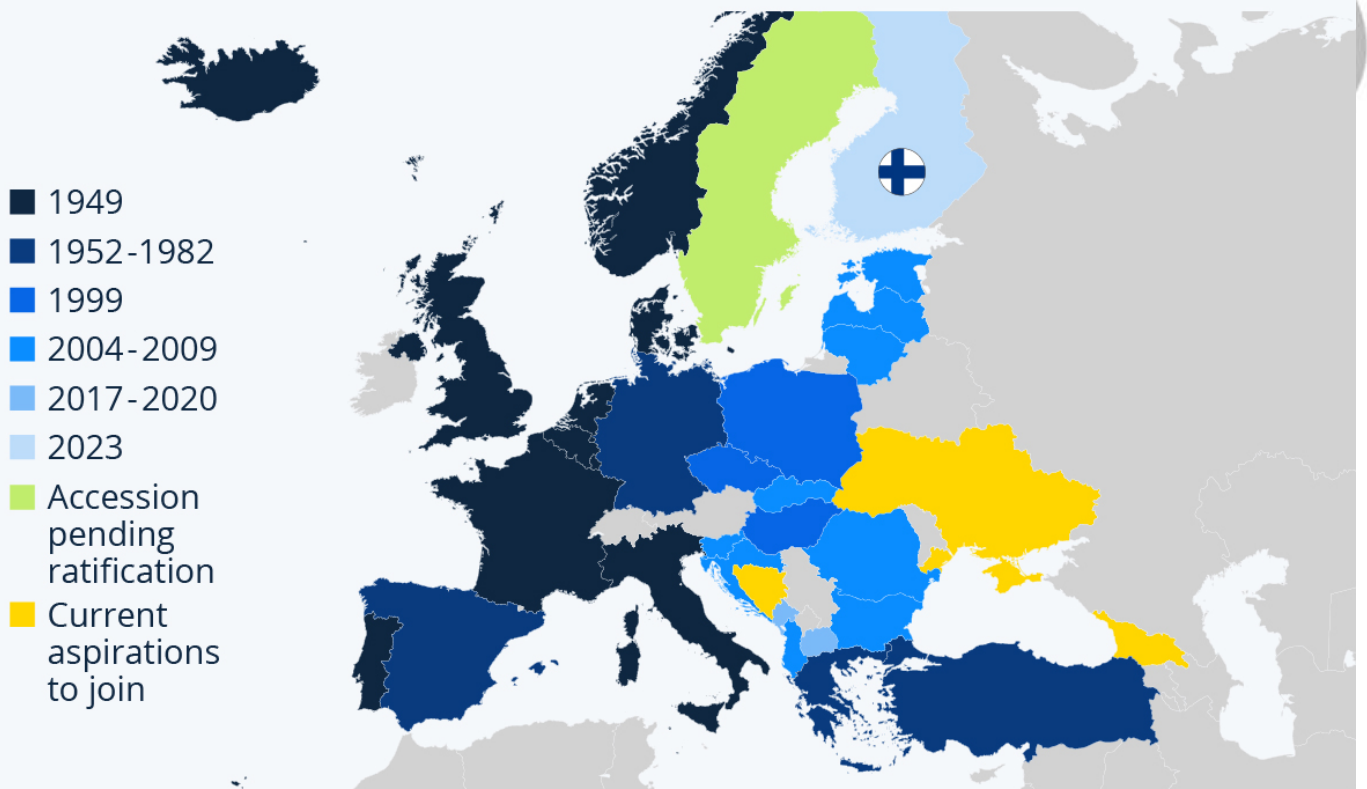 1949
1952-1982
1999
2004-2009
2017-2020
2023
Accession
pending
ratification
Current
aspirations
to join